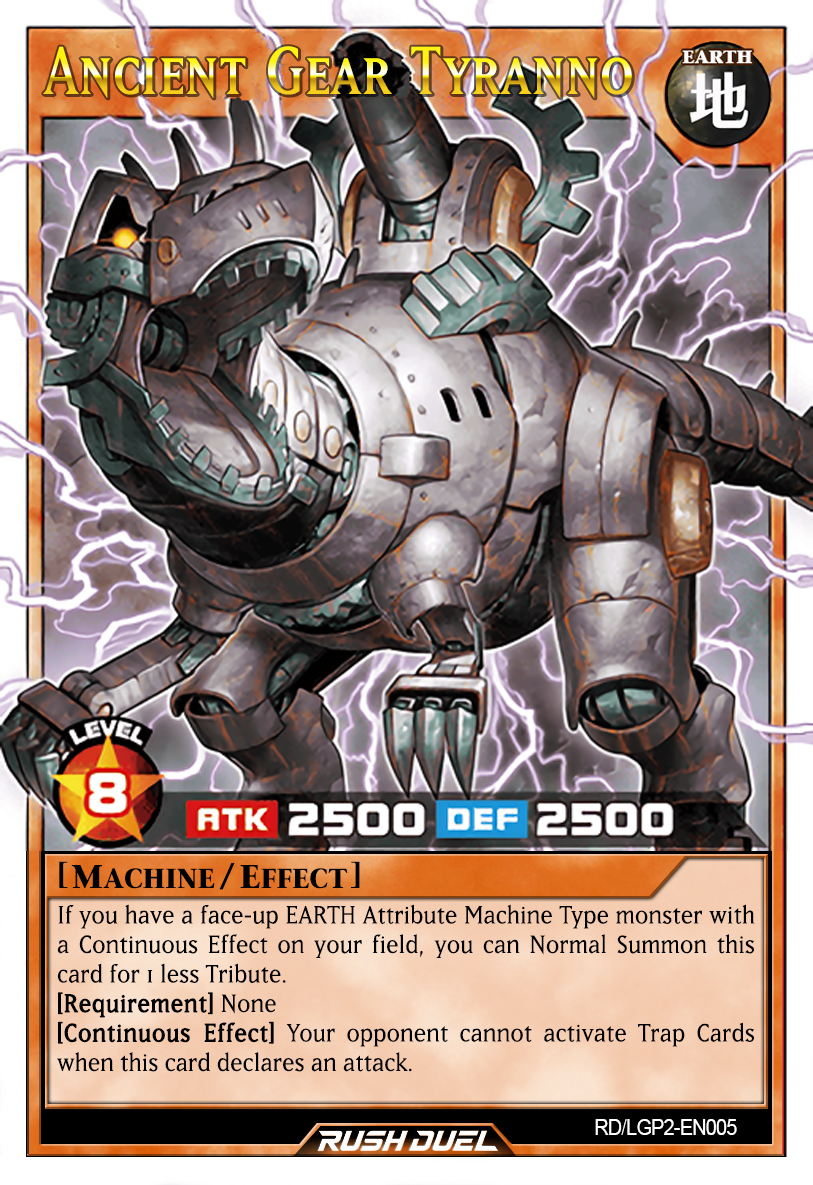 Ancient Gear Tyranno
EARTH
地
LEVEL
8
ATK 2500 DEF 2500
[Machine/Effect]
If you have a face-up EARTH Attribute Machine Type monster with
a Continuous Effect on your field, you can Normal Summon this
card for 1 less Tribute.
[Requirement] None
[Continuous Effect] Your opponent cannot activate Trap Cards
when this card declares an attack.
RD/LGP2-EN005
RUSH DUEL